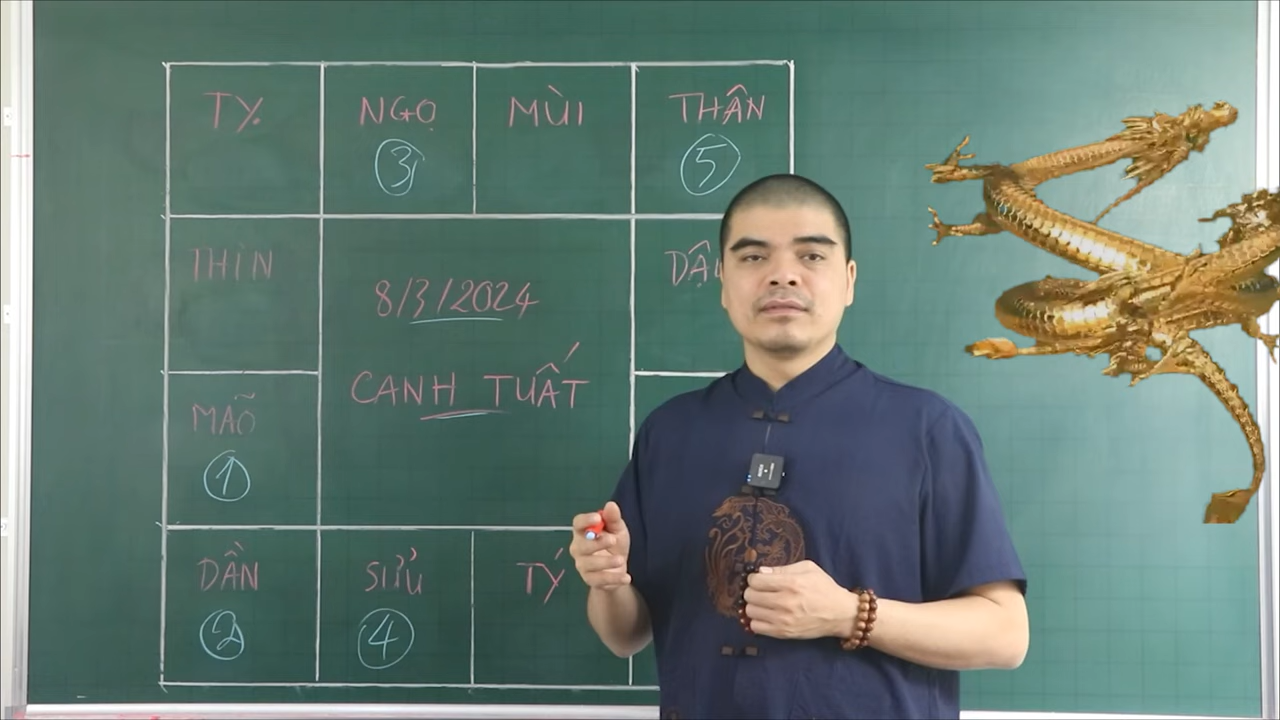 TỴ
NGỌ
MÙI
THÂN
3
5
THÌN
8/3/2024
CANH TUẤT
MÃO
1
DẦN
SỬU
TÝ
2
4